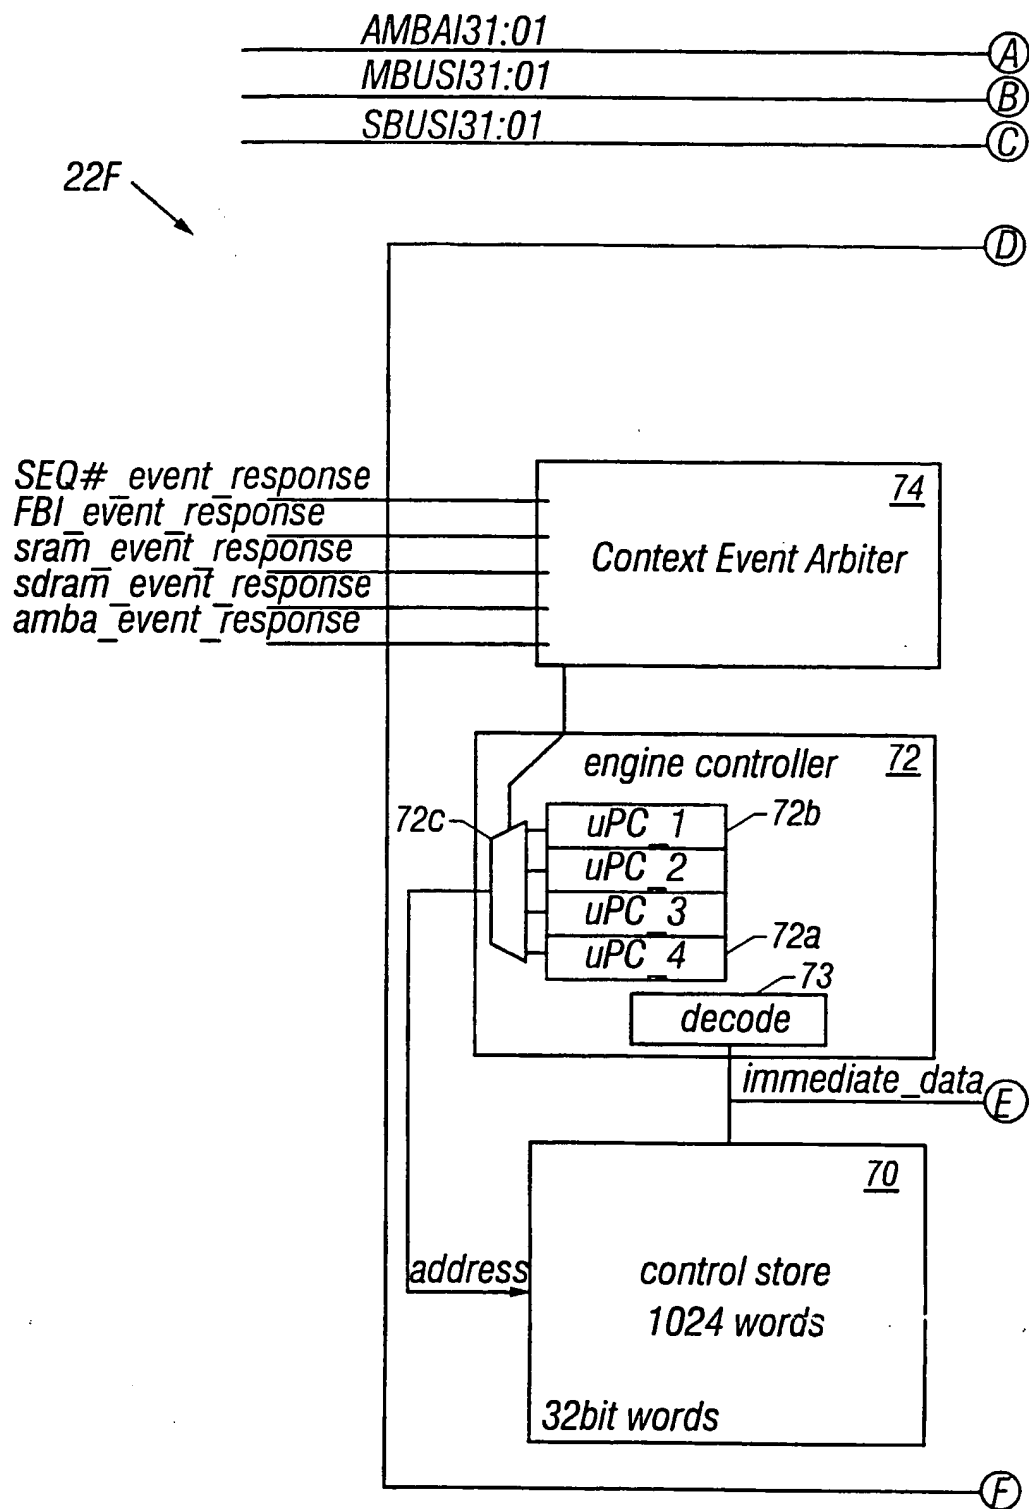 AMBAI31:01
A
MBUSI31:01
B
SBUSI31:01
C
22F
D
SEQ#_event_response
FBI_event_response
sram_event_response
sdram_event_response
amba_event_response
74
Context Event Arbiter
engine controller
72
72c
uPC_1
72b
uPC_2
uPC_3
uPC_4
72a
73
decode
immediate_data
E
70
address
control store
1024 words
32bit words
F